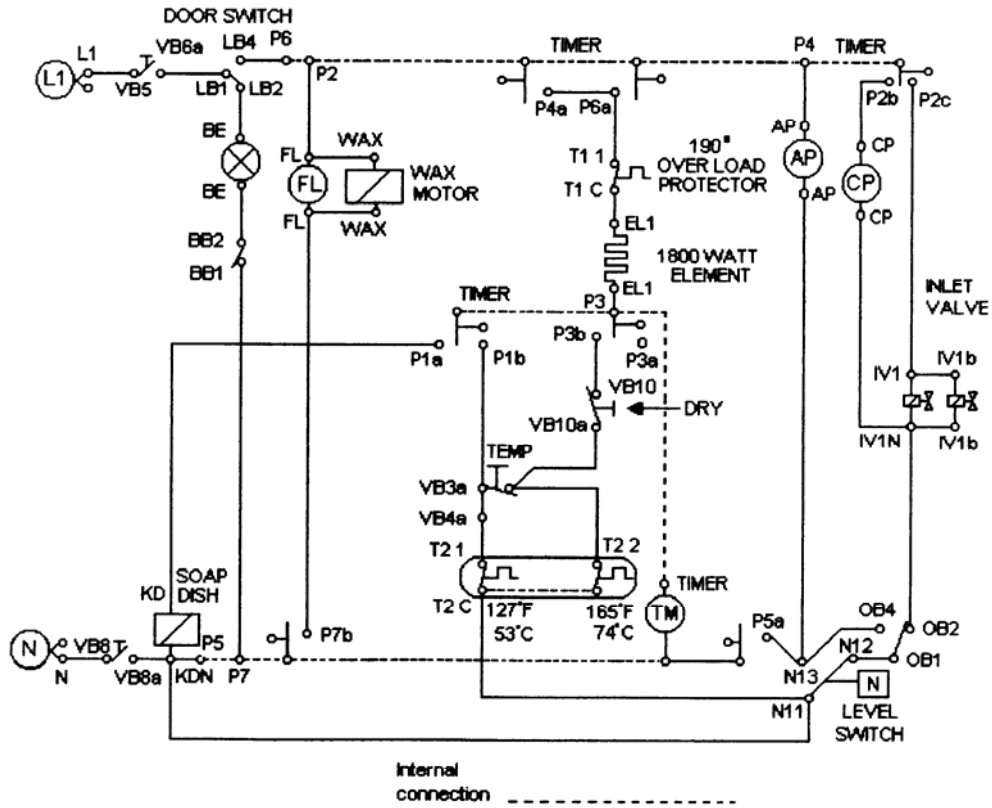 DOOR SWITCH
L1
VB6a
LB4
P6
L1
VB5
LB1
LB2
P2
TIMER
P4
TIMER
P4a
P6a
P2b
P2c
BE
BE
FL
FL
FL
WAX
WAX
WAX
MOTOR
T1 1
T1 C
190°
OVER LOAD
PROTECTOR
AP
AP
AP
CP
CP
CP
BB2
BB1
EL1
EL1
1800 WATT
ELEMENT
P3
TIMER
P1a
P1b
P3b
P3a
INLET
VALVE
IV1
IV1b
IV1N
IV1b
VB10
DRY
VB10a
TEMP
VB3a
VB4a
T2 1
T2 2
T2 C
127°F
53°C
165°F
74°C
TIMER
TM
KD
SOAP
DISH
N
N
VB8
VB8a
P5
KDN
P7
P7b
P5a
OB4
OB2
OB1
N12
N13
N11
N
LEVEL
SWITCH
Internal
connection